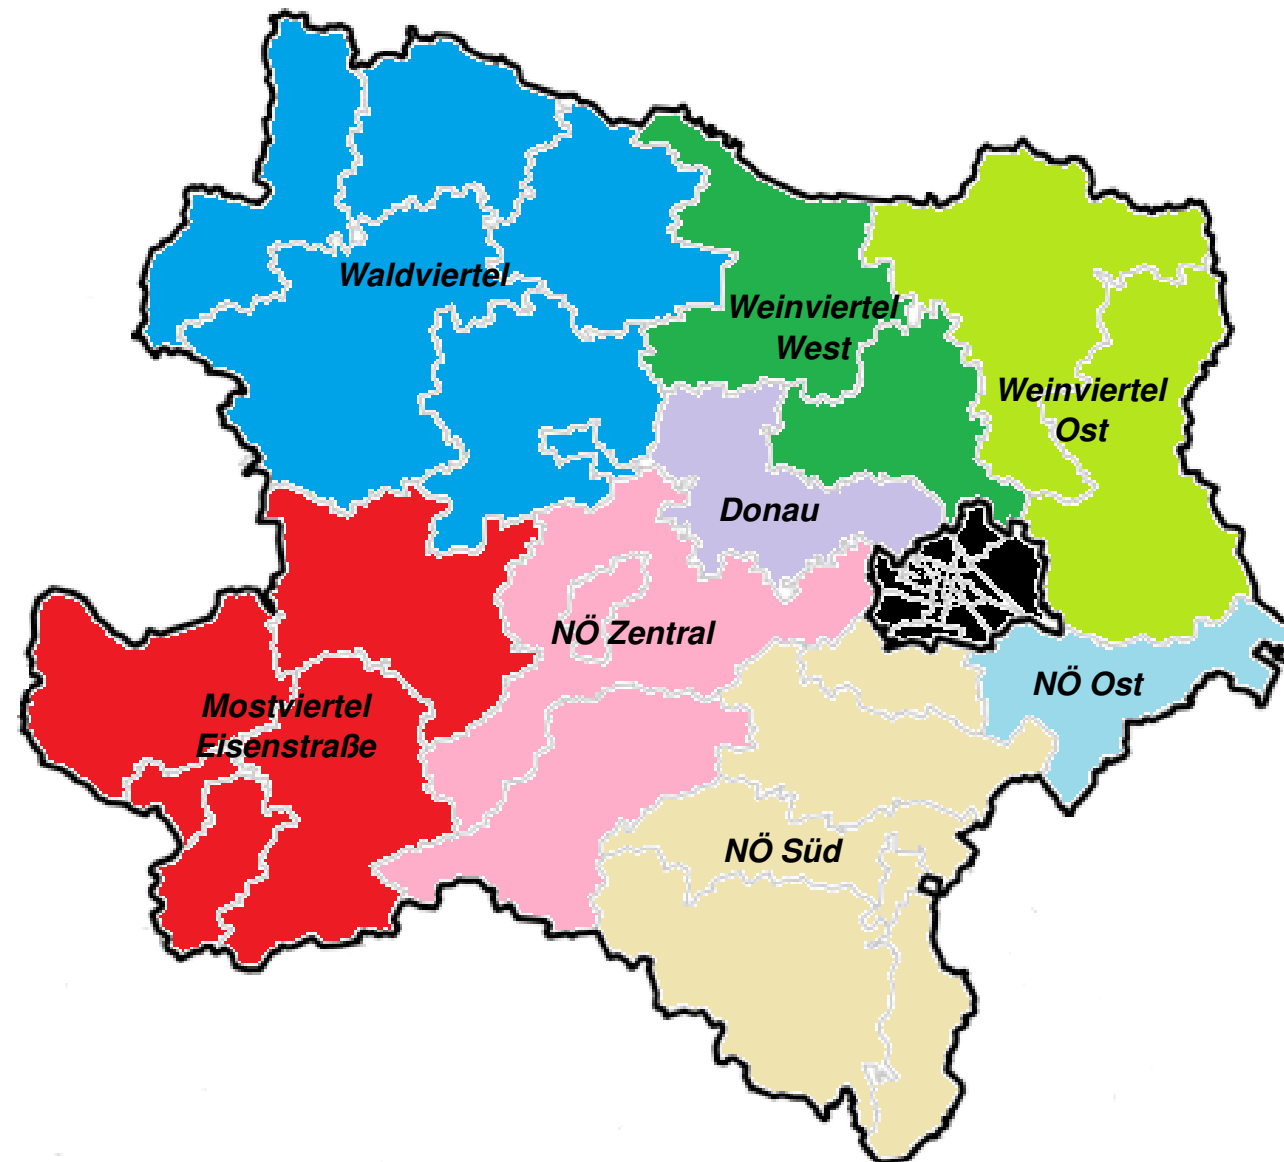 Waldviertel
Weinviertel
West
Weinviertel
Ost
Donau
NÖ Zentral
NÖ Ost
Mostviertel
Eisenstraße
NÖ Süd